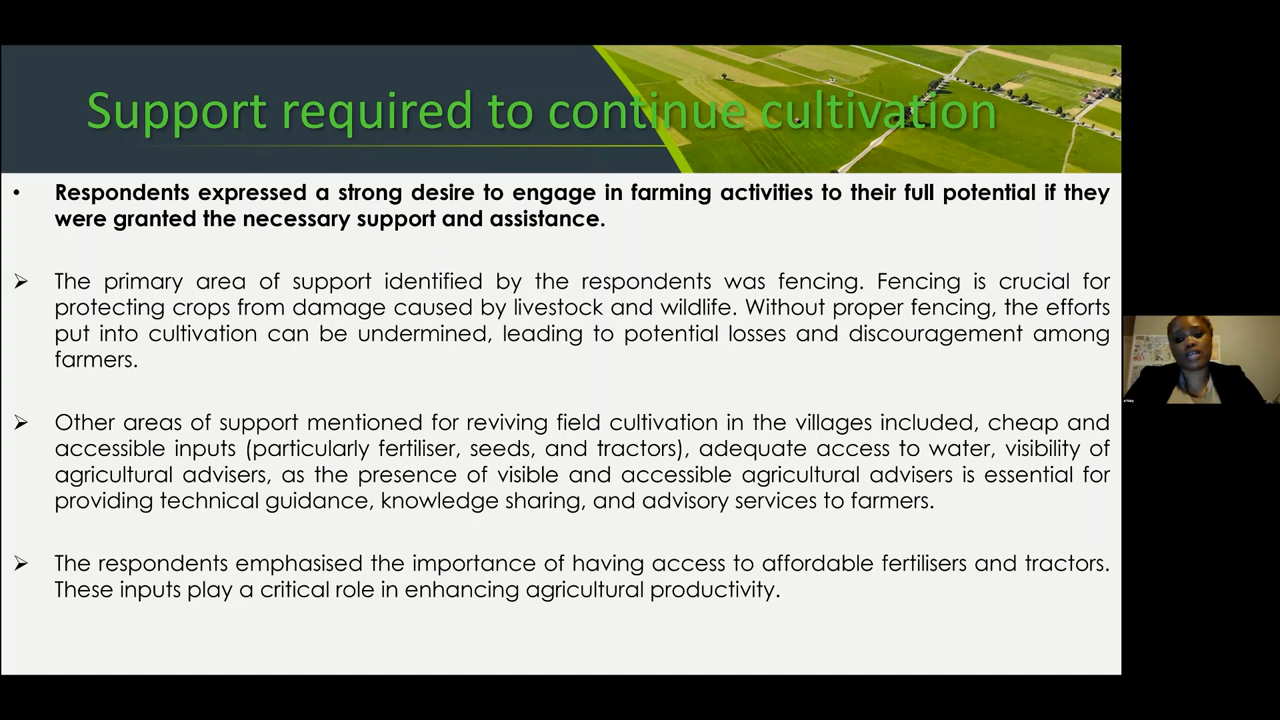 Support required to continue cultivation
• Respondents expressed a strong desire to engage in farming activities to their full potential if they
were granted the necessary support and assistance.
➢ The primary area of support identified by the respondents was fencing. Fencing is crucial for
protecting crops from damage caused by livestock and wildlife. Without proper fencing, the efforts
put into cultivation can be undermined, leading to potential losses and discouragement among
farmers.
➢ Other areas of support mentioned for reviving field cultivation in the villages included, cheap and
accessible inputs (particularly fertiliser, seeds, and tractors), adequate access to water, visibility of
agricultural advisers, as the presence of visible and accessible agricultural advisers is essential for
providing technical guidance, knowledge sharing, and advisory services to farmers.
➢ The respondents emphasised the importance of having access to affordable fertilisers and tractors.
These inputs play a critical role in enhancing agricultural productivity.